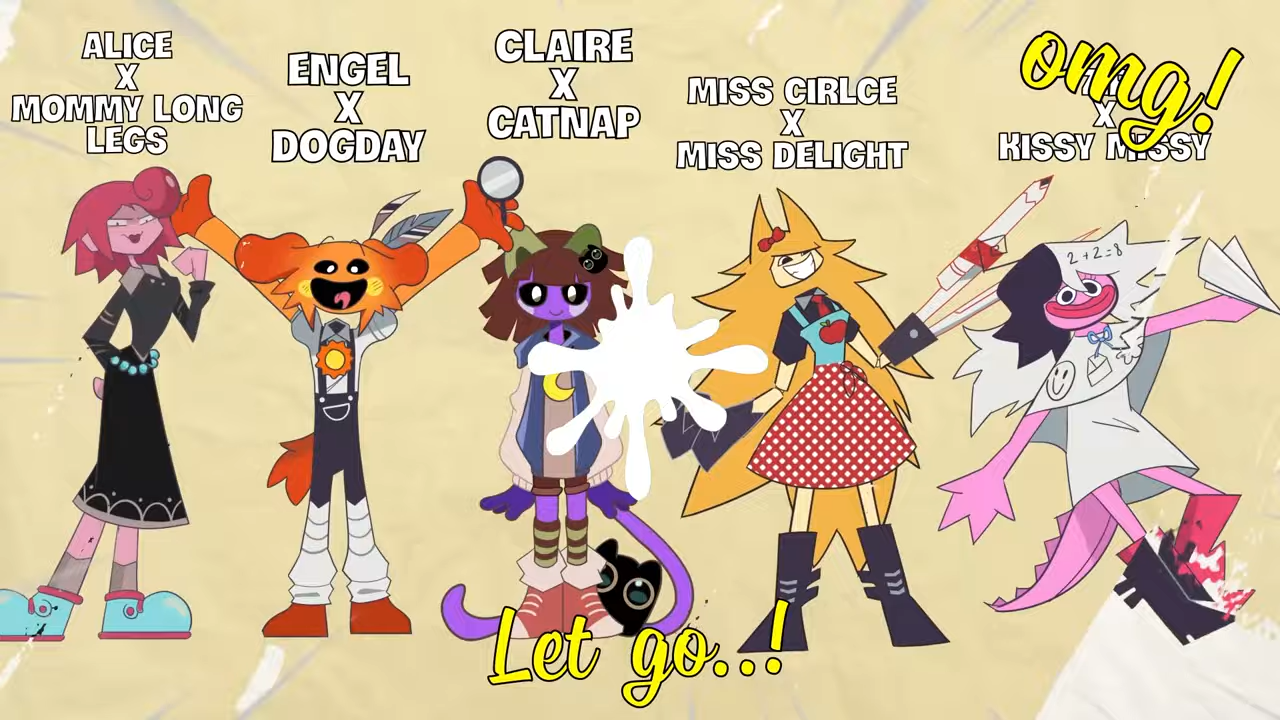 ALICE
X
MOMMY LONG
LEGS
ENGEL
X
DOGDAY
CLAIRE
X
CATNAP
MISS CIRLCE
X
MISS DELIGHT
omg!
X
KISSY MISSY
2+2=8
Let go..!